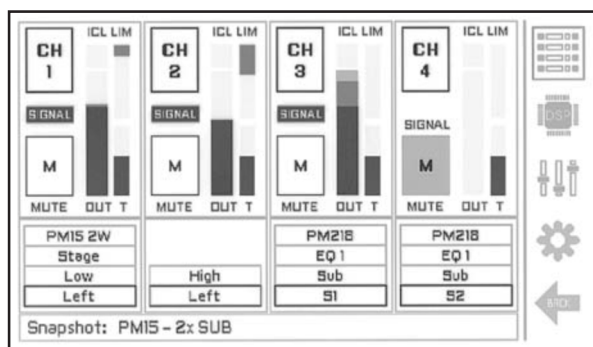 CH 1 ICL LIM
SIGNAL
M
MUTE OUT T
CH 2 ICL LIM
SIGNAL
M
MUTE OUT T
CH 3 ICL LIM
SIGNAL
M
MUTE OUT T
CH 4 ICL LIM
SIGNAL
M
MUTE OUT T
DSP
BACK
PM15 2W
Stage
Low
Left
High
Left
PM218
EQ 1
Sub
S1
PM218
EQ 1
Sub
S2
Snapshot: PM15 - 2x SUB